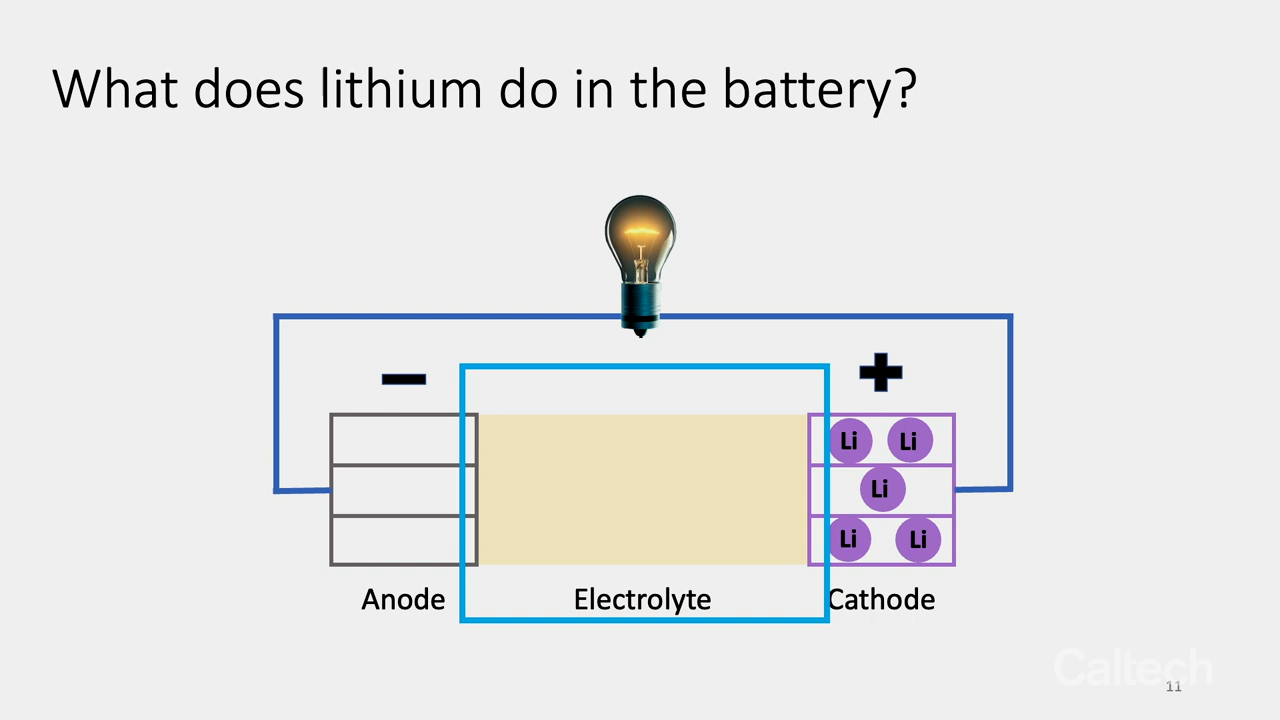 What does lithium do in the battery?
Li Li
Li
Li Li
Anode Electrolyte Cathode
Caltech
11